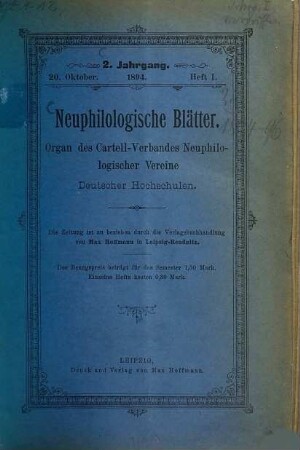 2. Jahrgang.
20. Oktober. 1894. Heft 1.
Neuphilologische Blätter.
Organ des Cartell-Verbandes Neuphilo-
logischer Vereine
Deutscher Hochschulen.
Die Zeitung ist zu beziehen durch die Verlagsbuchhandlung
von Max Hoffmann in Leipzig-Reudnitz.
Der Bezugspreis beträgt für das Semester 1,50 Mark.
Einzelne Hefte kosten 0,30 Mark.
LEIPZIG,
Druck und Verlag von Max Hoffmann.